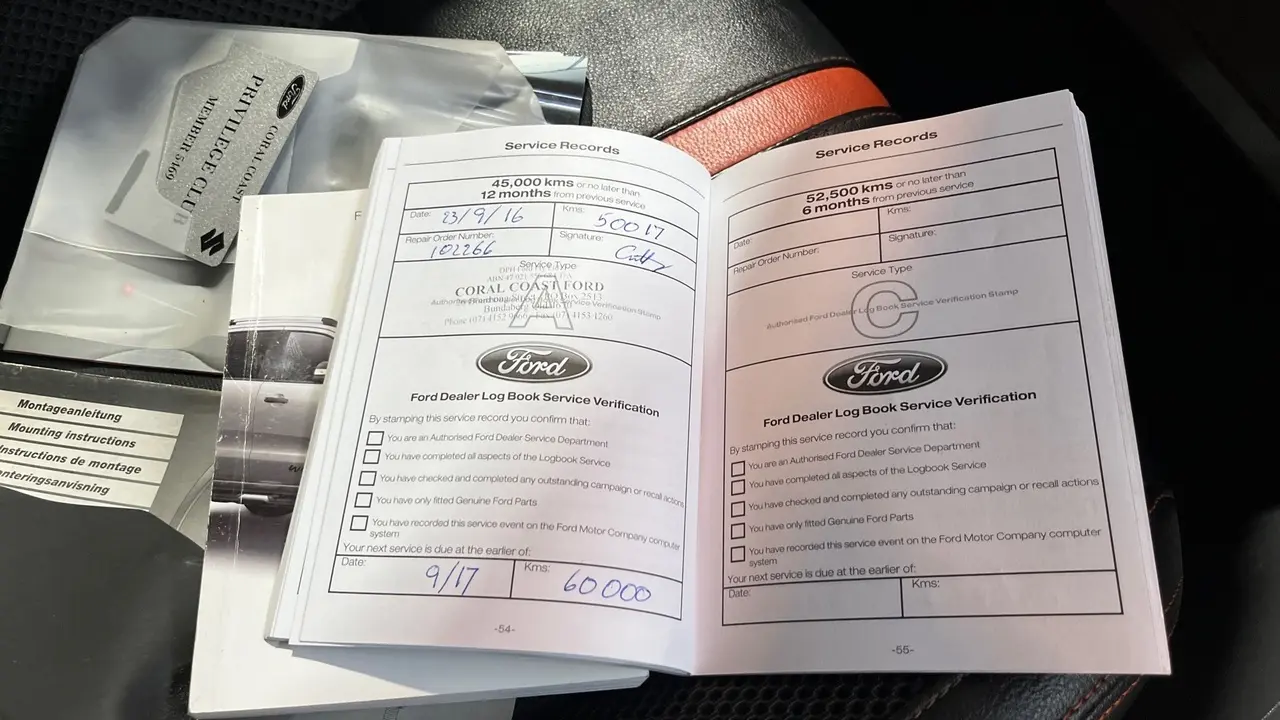 Ford
CORAL COAST
PRIVILEGE CLU
MEMBER 5469
F
Montageanleitung
Mounting instructions
nstructions de montage
onteringsanvisning
Service Records
45,000 kms or no later than
12 months from previous service
Date: 23/9/16
Kms: 50017
Repair Order Number: 102266
Signature:
Service Type
A
CORAL COAST FORD
Bundaberg
Service Verification Stamp
Ford
Ford Dealer Log Book Service Verification
By stamping this service record you confirm that:
You are an Authorised Ford Dealer Service Department
You have completed all aspects of the Logbook Service
You have checked and completed any outstanding campaign or recall actions
You have only fitted Genuine Ford Parts
You have recorded this service event on the Ford Motor Company computer
system
Your next service is due at the earlier of:
Date: 9/17
Kms: 60000
-54-
Service Records
52,500 kms or no later than
6 months from previous service
Date:
Kms:
Repair Order Number:
Signature:
Service Type
C
Authorised Ford Dealer Log Book Service Verification Stamp
Ford
Ford Dealer Log Book Service Verification
By stamping this service record you confirm that:
You are an Authorised Ford Dealer Service Department
You have completed all aspects of the Logbook Service
You have checked and completed any outstanding campaign or recall actions
You have only fitted Genuine Ford Parts
You have recorded this service event on the Ford Motor Company computer
system
Your next service is due at the earlier of:
Date:
Kms:
-55-